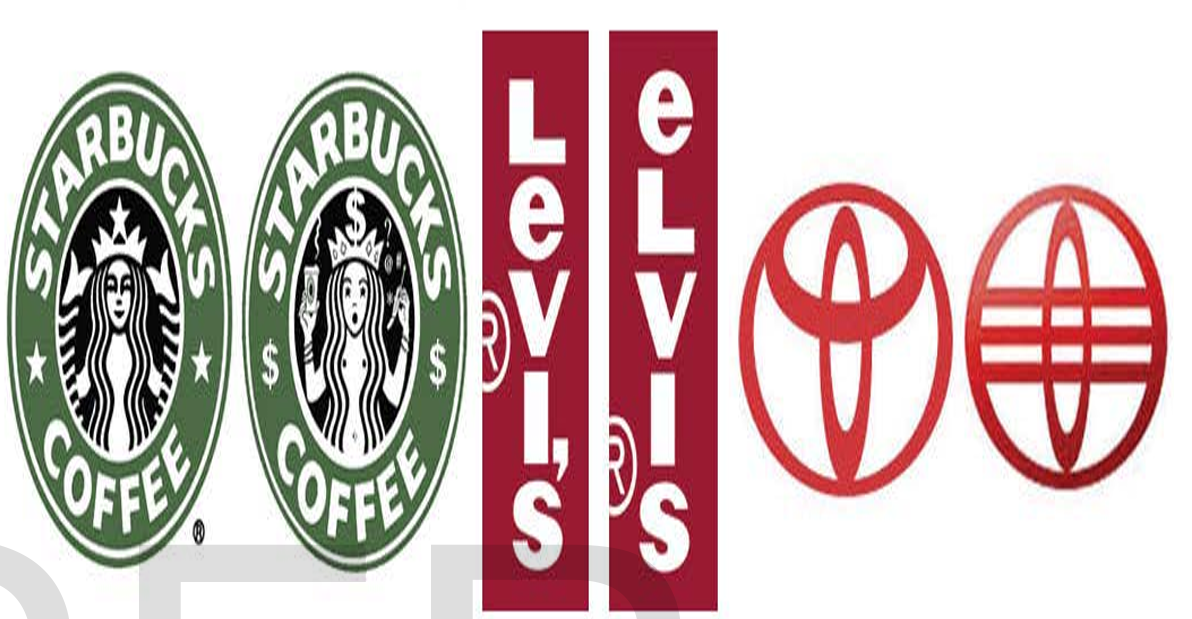 STARBUCKS
COFFEE
®
STARBUCKS
$
$ $
COFFEE
LeVI,S
®
eLVIS
®